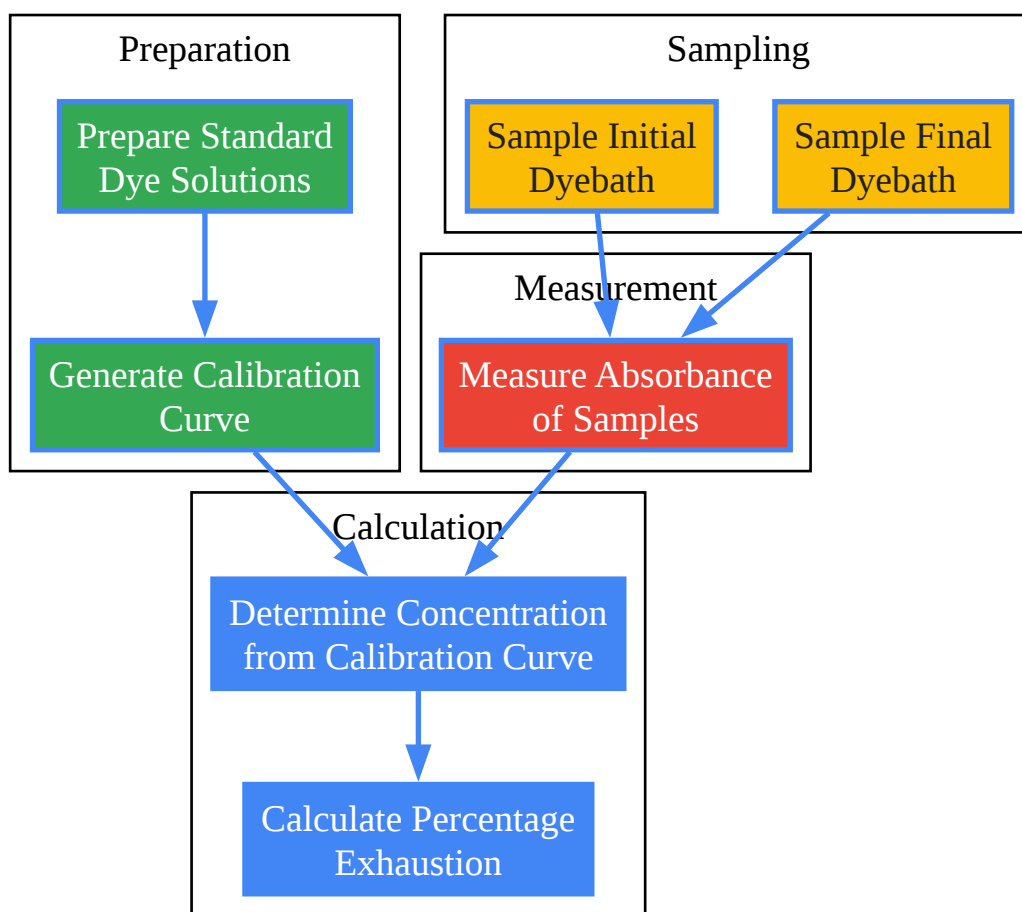 Preparation
Prepare Standard
Dye Solutions
Generate Calibration
Curve
Sampling
Sample Initial
Dyebath
Sample Final
Dyebath
Measurement
Measure Absorbance
of Samples
Calculation
Determine Concentration
from Calibration Curve
Calculate Percentage
Exhaustion